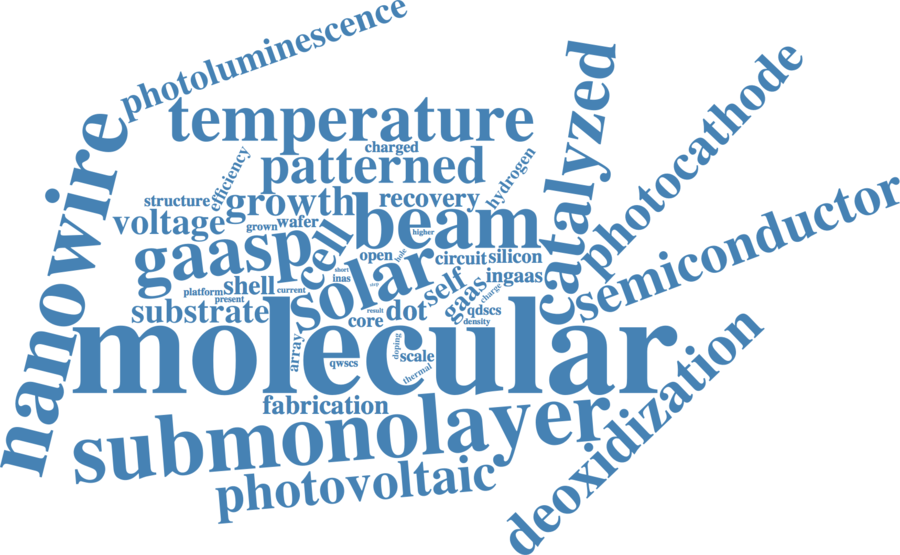 photoluminescence
temperature
charged
patterned
catalyzed
photocathode
nanowire
efficiency
hydrogen
structure
growth
recovery
voltage
grown
wafer
beam
higher
gaasp
cell
open
hole
circuit
silicon
semiconductor
solar
short
inas
step
self
ingaas
platform
shell
current
present
gaas
charge
substrate
result
core
dot
qdscs
density
molecular
array
qwscs
doping
scale
thermal
fabrication
submonolayer
deoxidization
photovoltaic